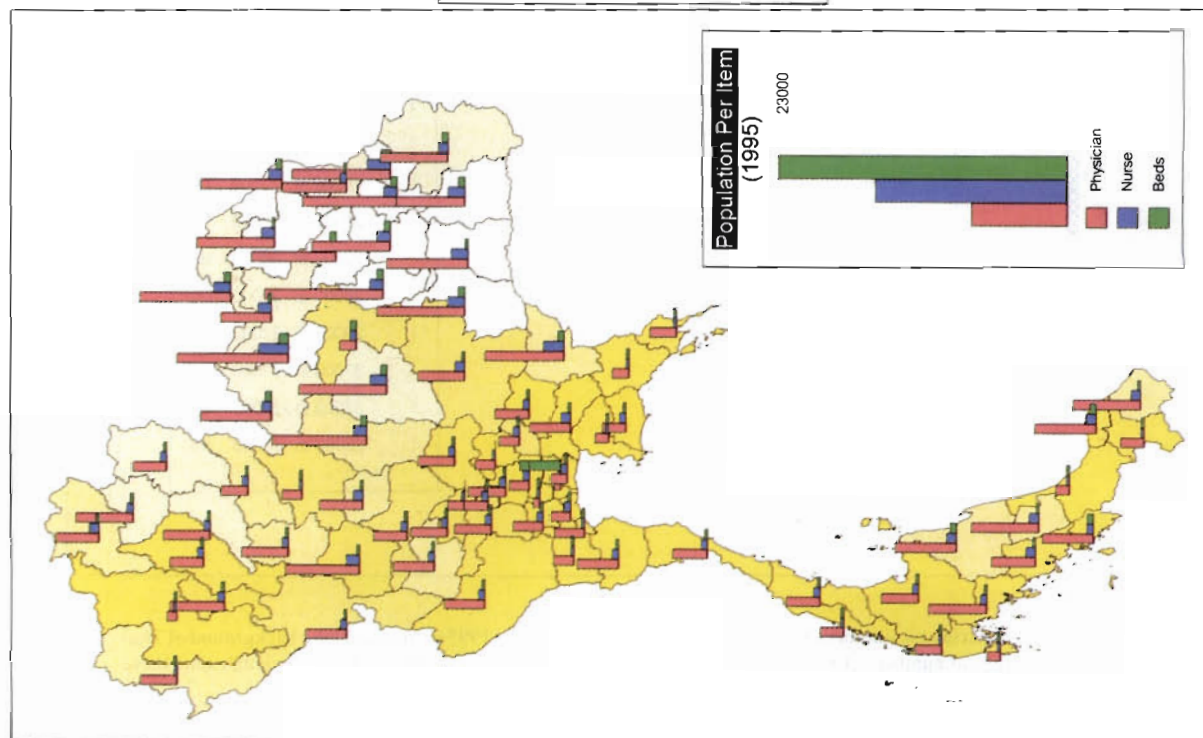 Population Per Item
(1995)
23000
Physician
Nurse
Beds